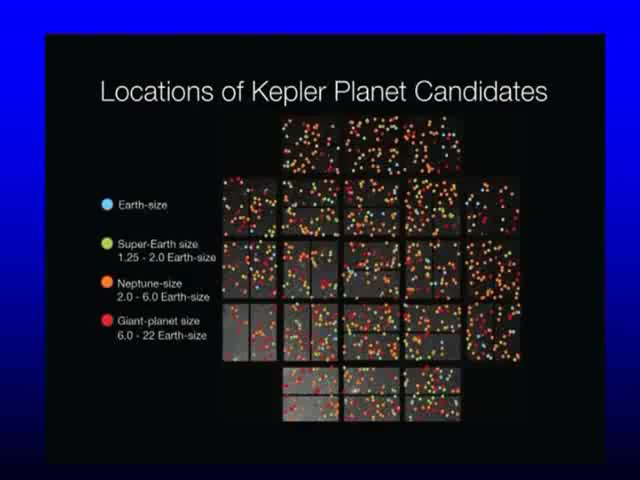 Locations of Kepler Planet Candidates
Earth-size
Super-Earth size
1.25 - 2.0 Earth-size
Neptune-size
2.0 - 6.0 Earth-size
Giant-planet size
6.0 - 22 Earth-size